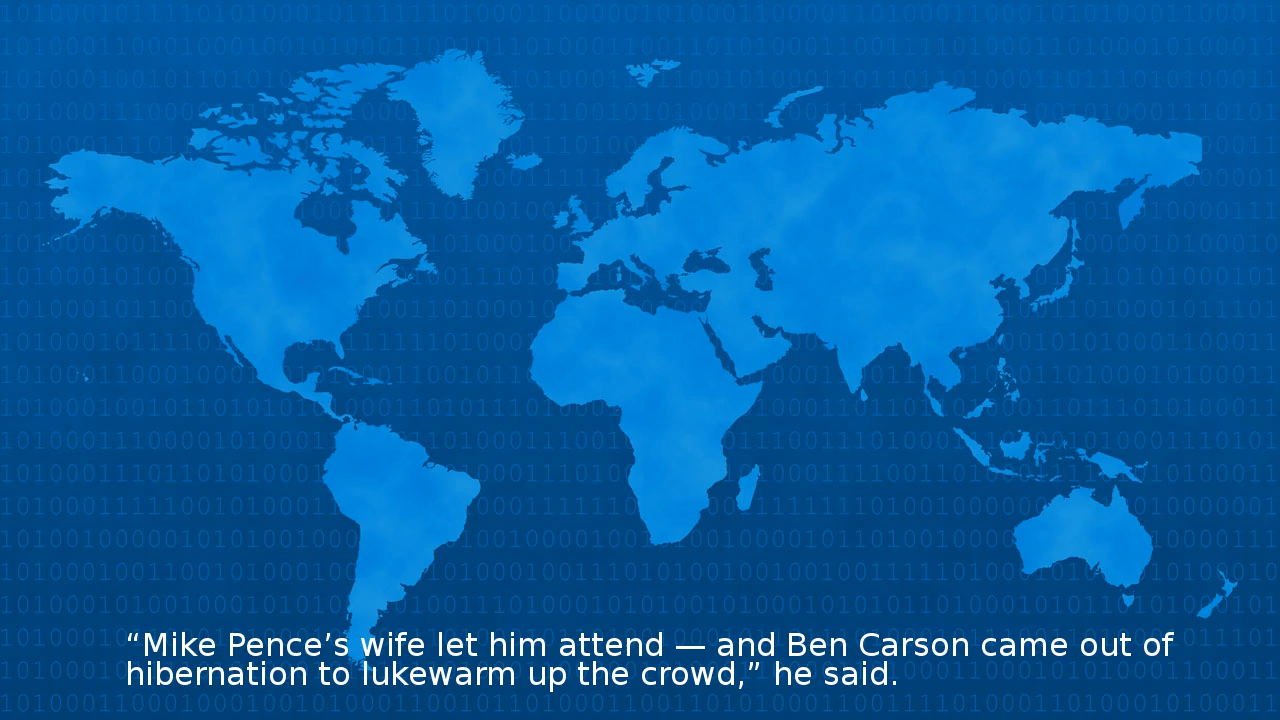 “Mike Pence’s wife let him attend — and Ben Carson came out of
hibernation to lukewarm up the crowd,” he said.